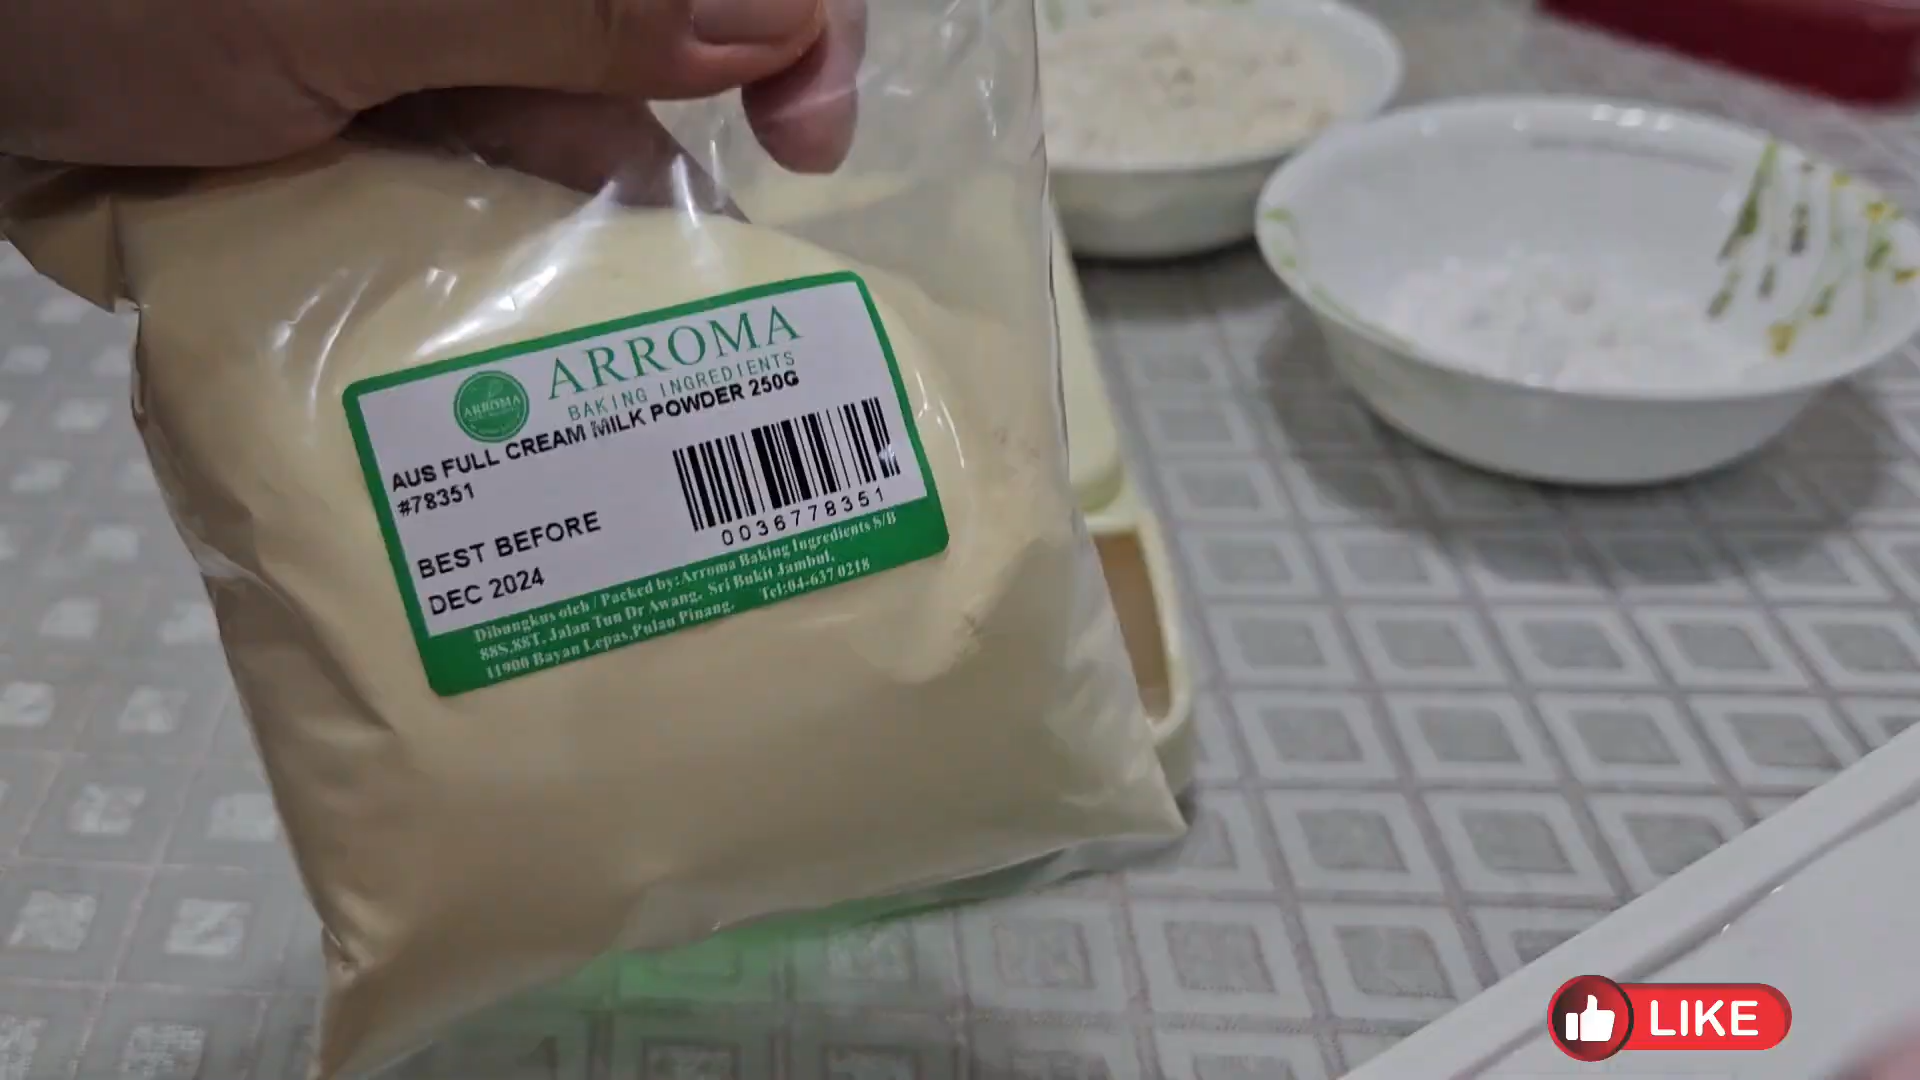 ARROMA
BAKING INGREDIENTS
ARROMA
AUS FULL CREAM MILK POWDER 250G
#78351
0036778351
BEST BEFORE
DEC 2024
Dibungkus oleh / Packed by:Arroma Baking Ingredients S/B
88S,88T, Jalan Tun Dr Awang, Sri Bukit Jambul,
11900 Bayan Lepas,Pulau Pinang. Tel:04-637 0218
LIKE